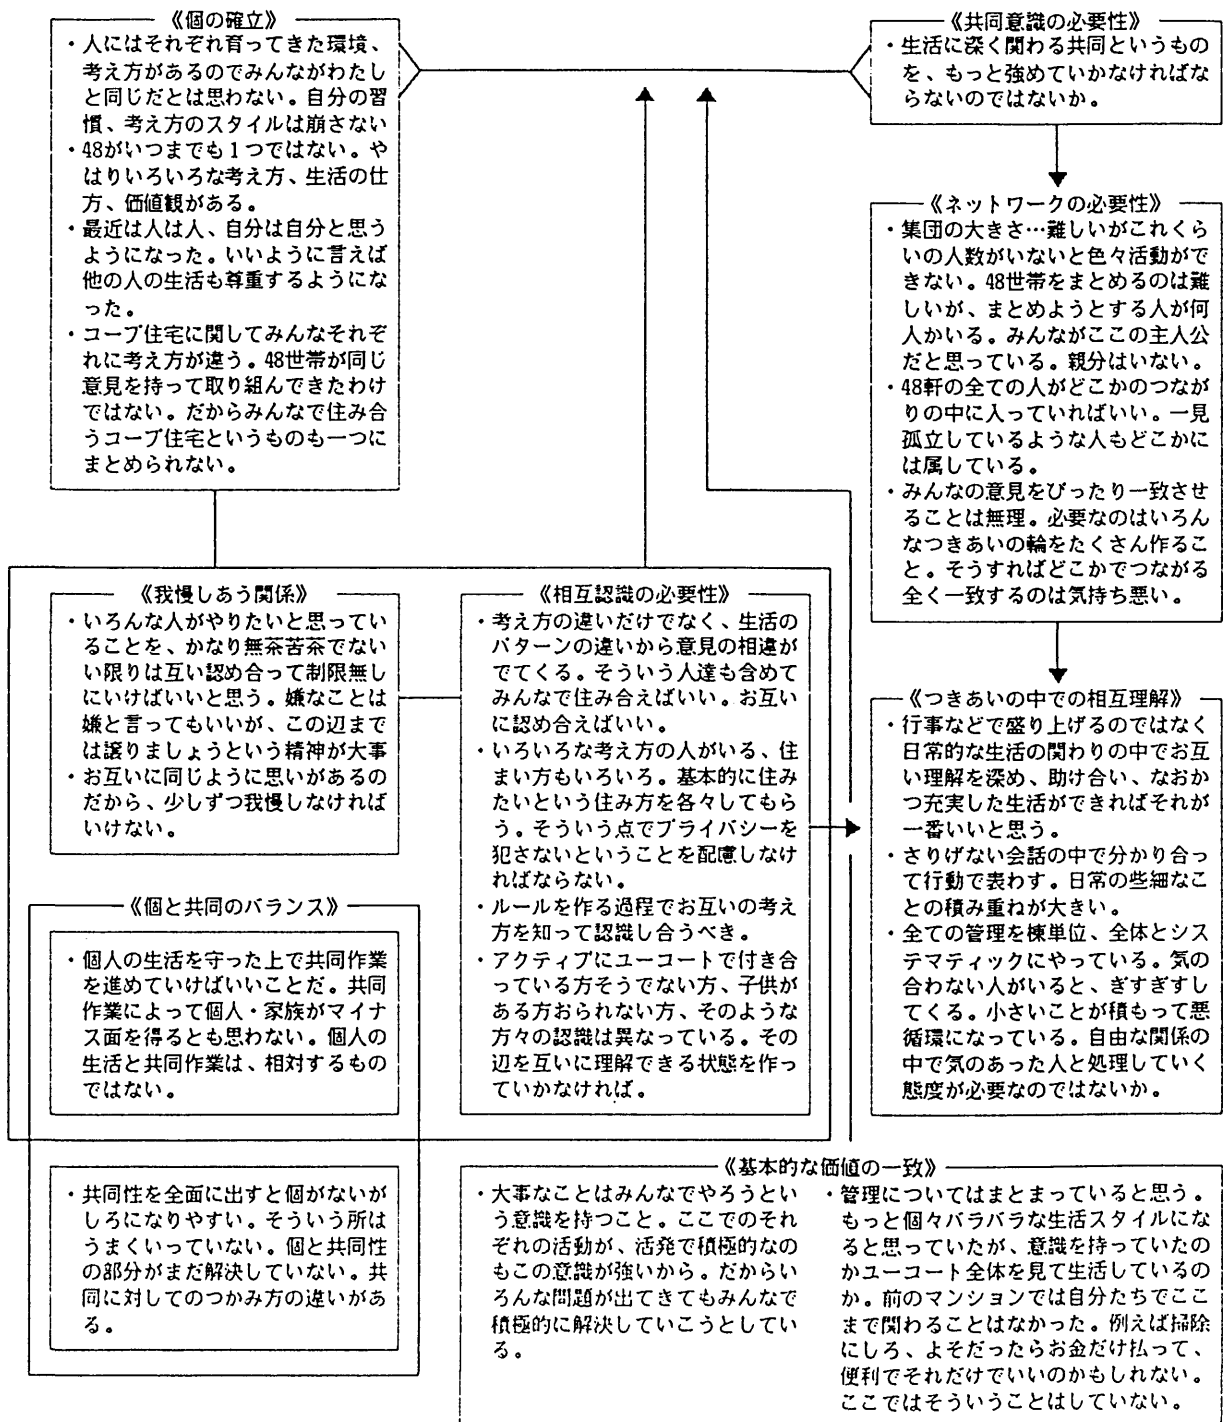 《個の確立》
・人にはそれぞれ育ってきた環境、
考え方があるのでみんながわたし
と同じだとは思わない。自分の習
慣、考え方のスタイルは崩さない
・48がいつまでも1つではない。や
はりいろいろな考え方、生活の仕
方、価値観がある。
・最近は人は人、自分は自分と思う
ようになった。いいように言えば
他の人の生活も尊重するようにな
った。
・コープ住宅に関してみんなそれぞ
れに考え方が違う。48世帯が同じ
意見を持って取り組んできたわけ
ではない。だからみんなで住み合
うコープ住宅というものも一つに
まとめられない。
《共同意識の必要性》
・生活に深く関わる共同というもの
を、もっと強めていかなければな
らないのではないか。
《ネットワークの必要性》
・集団の大きさ…難しいがこれくら
いの人数がいないと色々活動がで
きない。48世帯をまとめるのは難
しいが、まとめようとする人が何
人かいる。みんながここの主人公
だと思っている。親分はいない。
・48軒の全ての人がどこかのつなが
りの中に入っていればいい。一見
孤立しているような人もどこかに
は属している。
・みんなの意見をぴったり一致させ
ることは無理。必要なのはいろん
なつきあいの輪をたくさん作るこ
と。そうすればどこかでつながる
全く一致するのは気持ち悪い。
《我慢しあう関係》
・いろんな人がやりたいと思ってい
ることを、かなり無茶苦茶でない
い限りは互い認め合って制限無し
にいけばいいと思う。嫌なことは
嫌と言ってもいいが、この辺まで
は譲りましょうという精神が大事
・お互いに同じように思いがあるの
だから、少しずつ我慢しなければ
いけない。
《相互認識の必要性》
・考え方の違いだけでなく、生活の
パターンの違いから意見の相違が
でてくる。そういう人達も含めて
みんなで住み合えばいい。お互い
に認め合えばいい。
・いろいろな考え方の人がいる、住
まい方もいろいろ。基本的に住み
たいという住み方を各々してもら
う。そういう点でプライバシーを
犯さないということを配慮しなけ
ればならない。
・ルールを作る過程でお互いの考え
方を知って認識し合うべき。
・アクティブにユーコートで付き合
っている方そうでない方、子供が
ある方おられない方、そのような
方々の認識は異なっている。その
辺を互いに理解できる状態を作っ
ていかなければ。
《つきあいの中での相互理解》
・行事などで盛り上げるのではなく
日常的な生活の関わりの中でお互
い理解を深め、助け合い、なおか
つ充実した生活ができればそれが
一番いいと思う。
・さりげない会話の中で分かり合っ
て行動で表わす。日常の些細なこ
との積み重ねが大きい。
・全ての管理を棟単位、全体とシス
テマティックにやっている。気の
合わない人がいると、ぎすぎすし
てくる。小さいことが積もって悪
循環になっている。自由な関係の
中で気のあった人と処理していく
態度が必要なのではないか。
《個と共同のバランス》
・個人の生活を守った上で共同作業
を進めていけばいいことだ。共同
作業によって個人・家族がマイナ
ス面を得るとも思わない。個人の
生活と共同作業は、相対するもの
ではない。
・共同性を全面に出すと個がないが
しろになりやすい。そういう所は
うまくいっていない。個と共同性
の部分がまだ解決していない。共
同に対してのつかみ方の違いがあ
る。
《基本的な価値の一致》
・大事なことはみんなでやろうとい
う意識を持つこと。ここでのそれ
ぞれの活動が、活発で積極的なの
もこの意識が強いから。だからい
ろんな問題が出てきてもみんなで
積極的に解決していこうとしてい
る。
・管理についてはまとまっていると思う。
もっと個々バラバラな生活スタイルにな
ると思っていたが、意識を持っていたの
かユーコート全体を見て生活しているの
か。前のマンションでは自分たちでここ
まで関わることはなかった。例えば掃除
にしろ、よそだったらお金だけ払って、
便利でそれだけでいいのかもしれない。
ここではそういうことはしていない。